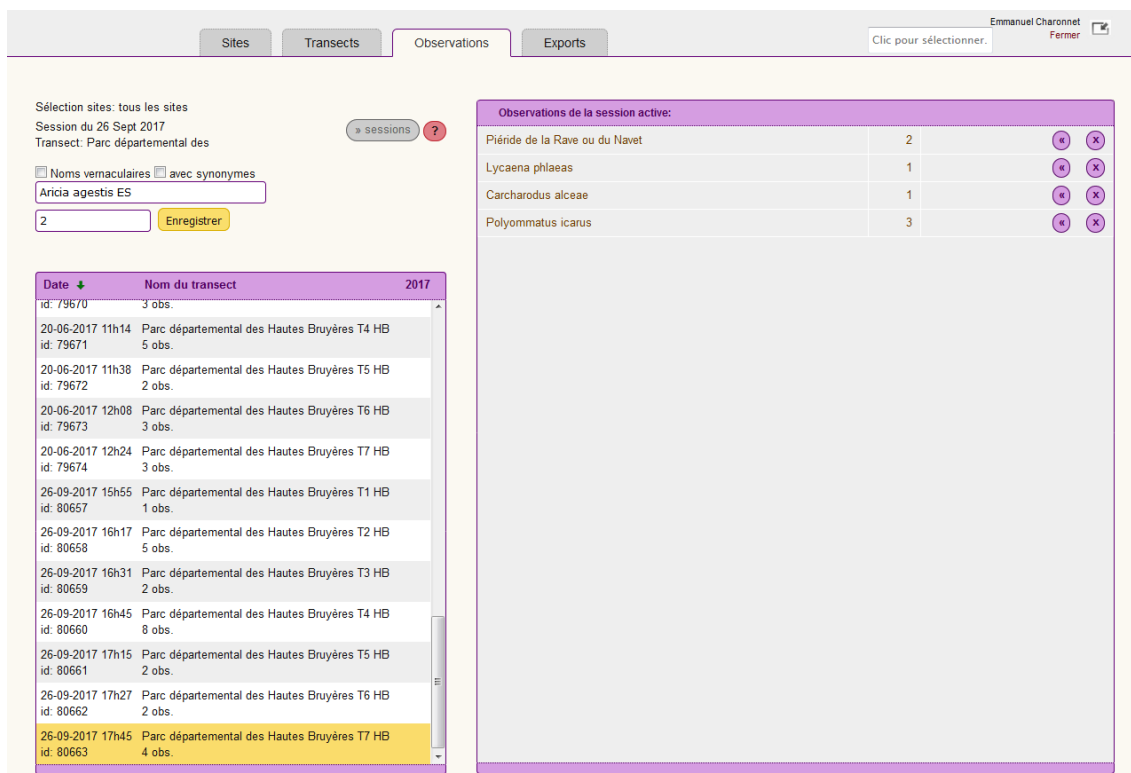 Emmanuel Charonnet
Fermer
Sites Transects Observations Exports Clic pour sélectionner.
Sélection sites: tous les sites
Session du 26 Sept 2017
Transect: Parc départemental des
» sessions ?
Noms vernaculaires avec synonymes
Aricia agestis ES
2 Enregistrer
Date Nom du transect 2017
id: 79670 3 obs.
20-06-2017 11h14 Parc départemental des Hautes Bruyères T4 HB
id: 79671 5 obs.
20-06-2017 11h38 Parc départemental des Hautes Bruyères T5 HB
id: 79672 2 obs.
20-06-2017 12h08 Parc départemental des Hautes Bruyères T6 HB
id: 79673 3 obs.
20-06-2017 12h24 Parc départemental des Hautes Bruyères T7 HB
id: 79674 3 obs.
26-09-2017 15h55 Parc départemental des Hautes Bruyères T1 HB
id: 80657 1 obs.
26-09-2017 16h17 Parc départemental des Hautes Bruyères T2 HB
id: 80658 5 obs.
26-09-2017 16h31 Parc départemental des Hautes Bruyères T3 HB
id: 80659 2 obs.
26-09-2017 16h45 Parc départemental des Hautes Bruyères T4 HB
id: 80660 8 obs.
26-09-2017 17h15 Parc départemental des Hautes Bruyères T5 HB
id: 80661 2 obs.
26-09-2017 17h27 Parc départemental des Hautes Bruyères T6 HB
id: 80662 2 obs.
26-09-2017 17h45 Parc départemental des Hautes Bruyères T7 HB
id: 80663 4 obs.
Observations de la session active:
Piéride de la Rave ou du Navet 2 « x
Lycaena phlaeas 1 « x
Carcharodus alceae 1 « x
Polyommatus icarus 3 « x